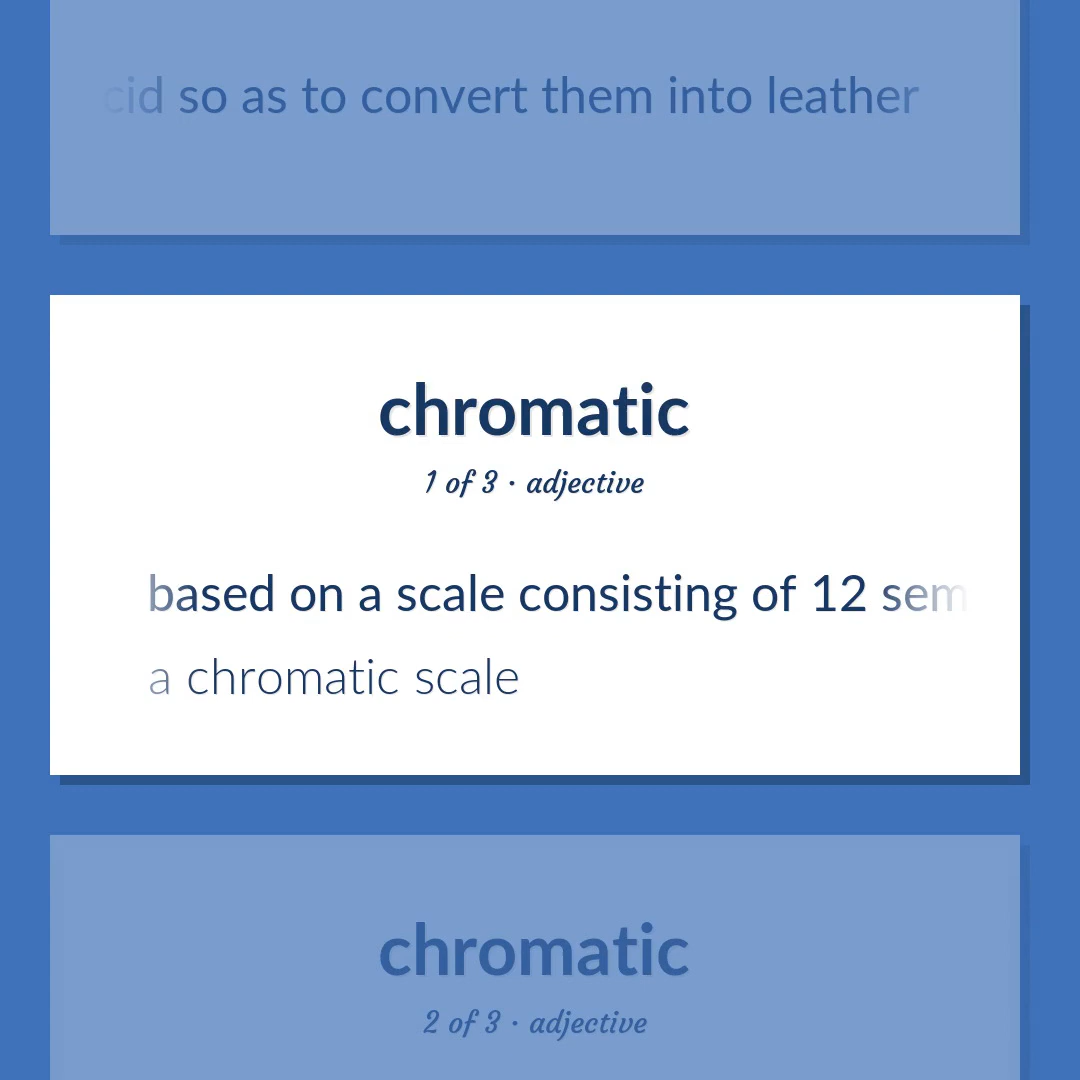 so as to convert them into leather
chromatic
1 of 3 · adjective
based on a scale consisting of 12 sem
a chromatic scale
chromatic
2 of 3 · adjective